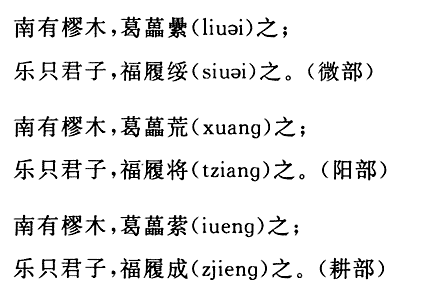 南有樛木,葛藟纍(liuəi)之;
乐只君子,福履绥(siuəi)之。(微部)
南有樛木,葛藟荒(xuang)之;
乐只君子,福履将(tziang)之。(阳部)
南有樛木,葛藟萦(iueng)之;
乐只君子,福履成(zjieng)之。(耕部)